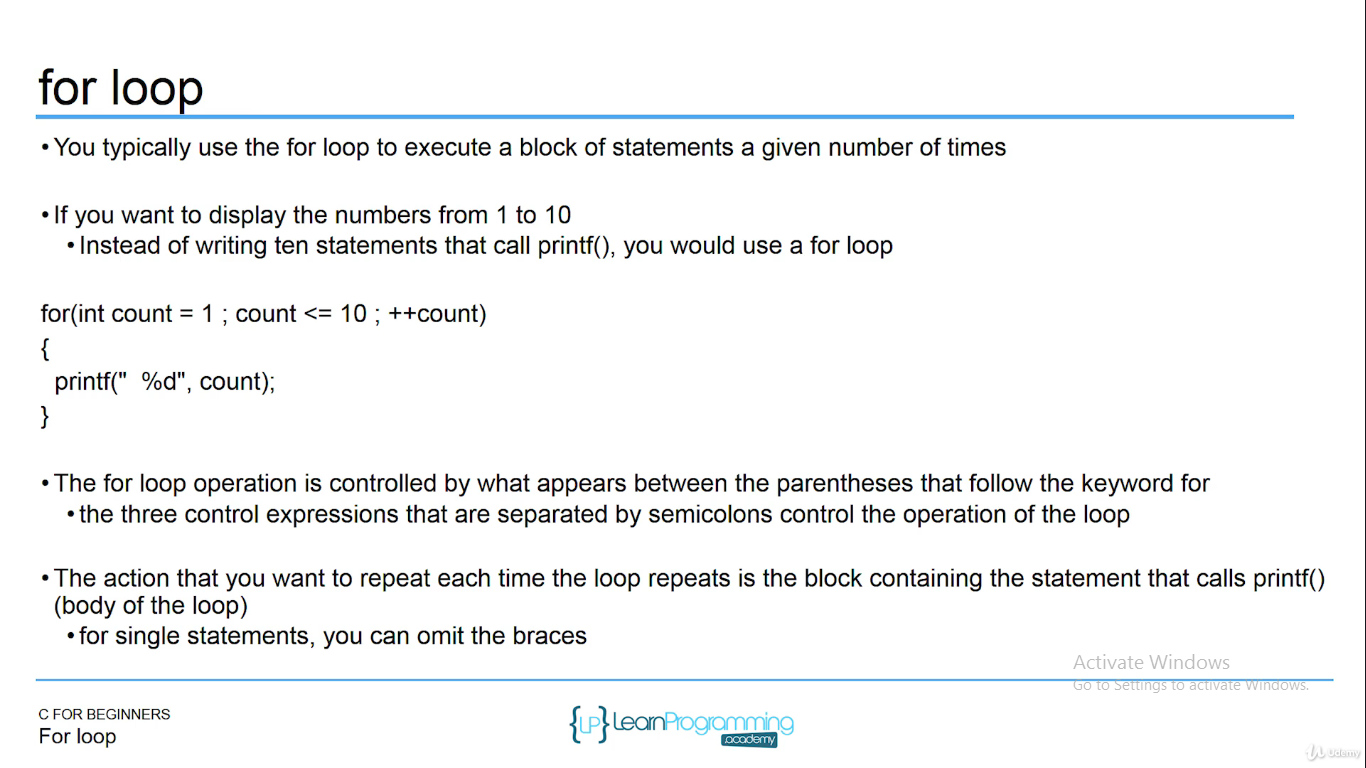 for loop
•You typically use the for loop to execute a block of statements a given number of times
•If you want to display the numbers from 1 to 10
•Instead of writing ten statements that call printf(), you would use a for loop
for(int count = 1 ; count <= 10 ; ++count)
{
printf("  %d", count);
}
•The for loop operation is controlled by what appears between the parentheses that follow the keyword for
•the three control expressions that are separated by semicolons control the operation of the loop
•The action that you want to repeat each time the loop repeats is the block containing the statement that calls printf()
(body of the loop)
•for single statements, you can omit the braces
Activate Windows
Go to Settings to activate Windows.
C FOR BEGINNERS
For loop
{LP} LearnProgramming
.academy
Udemy